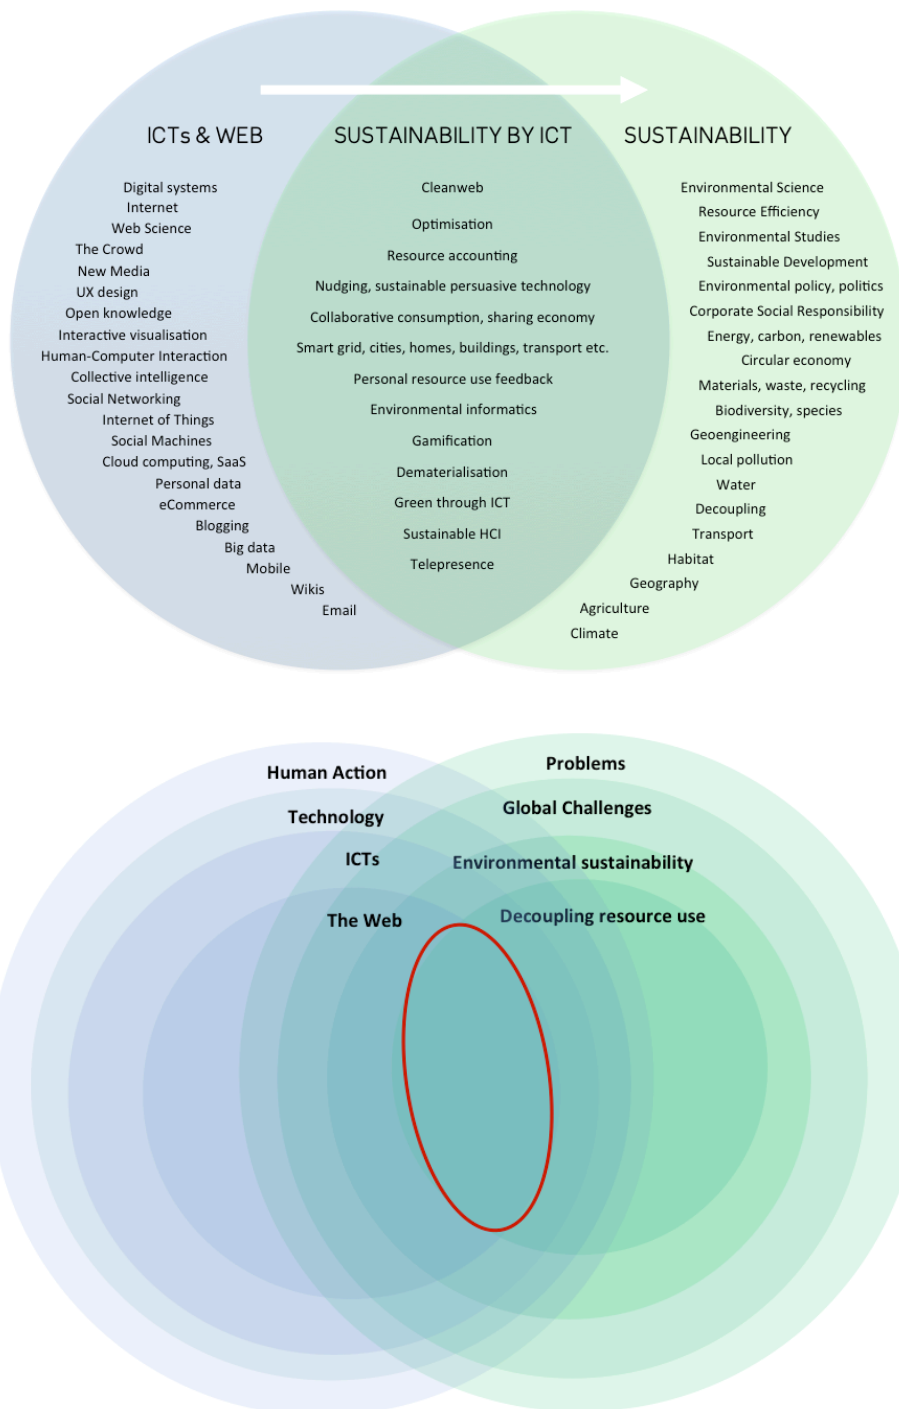 ICTs & WEB
Digital systems
Internet
Web Science
The Crowd
New Media
UX design
Open knowledge
Interactive visualisation
Human-Computer Interaction
Collective intelligence
Social Networking
Internet of Things
Social Machines
Cloud computing, SaaS
Personal data
eCommerce
Blogging
Big data
Mobile
Wikis
Email
SUSTAINABILITY BY ICT
Cleanweb
Optimisation
Resource accounting
Nudging, sustainable persuasive technology
Collaborative consumption, sharing economy
Smart grid, cities, homes, buildings, transport etc.
Personal resource use feedback
Environmental informatics
Gamification
Dematerialisation
Green through ICT
Sustainable HCI
Telepresence
SUSTAINABILITY
Environmental Science
Resource Efficiency
Environmental Studies
Sustainable Development
Environmental policy, politics
Corporate Social Responsibility
Energy, carbon, renewables
Circular economy
Materials, waste, recycling
Biodiversity, species
Geoengineering
Local pollution
Water
Decoupling
Transport
Habitat
Geography
Agriculture
Climate
Human Action
Technology
ICTs
The Web
Problems
Global Challenges
Environmental sustainability
Decoupling resource use